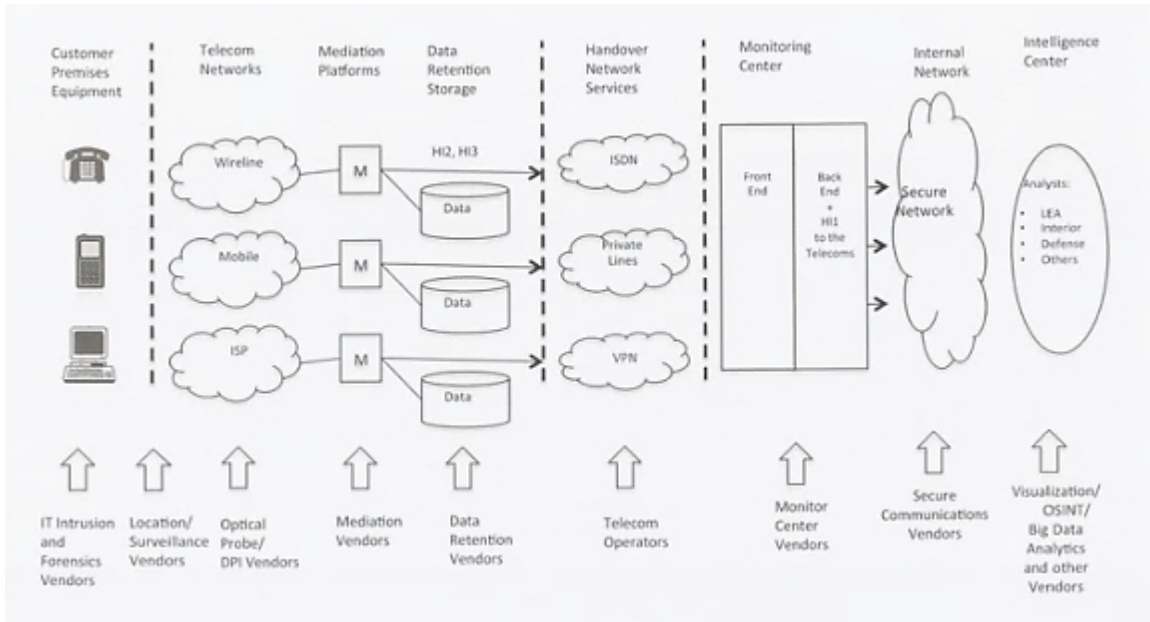 Customer
Premises
Equipment
Telecom
Networks
Mediation
Platforms
Data
Retention
Storage
Handover
Network
Services
Monitoring
Center
Internal
Network
Intelligence
Center
Wireline
M
HI2, HI3
Data
ISDN
Mobile
M
Data
Private
Lines
ISP
M
Data
VPN
Front
End
Back
End
+
HI1
to the
Telecoms
Secure
Network
Analysts:
• LEA
• Interior
• Defense
• Others
IT Intrusion
and
Forensics
Vendors
Location/
Surveillance
Vendors
Optical
Probe/
DPI Vendors
Mediation
Vendors
Data
Retention
Vendors
Telecom
Operators
Monitor
Center
Vendors
Secure
Communications
Vendors
Visualization/
OSINT/
Big Data
Analytics
and other
Vendors